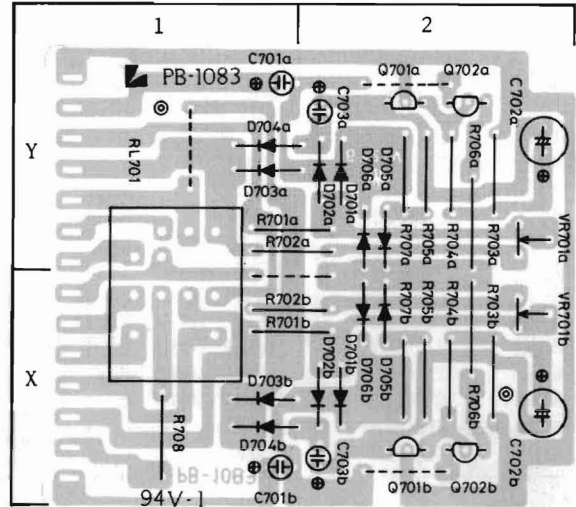 1 2
C701a Q701a Q702a
PB-1083
C702a
C703a
D704a
Y
RL701
D706a
D705a
R706a
D703a
D702a
D701a
R701a
R702a
R707a
R705a
R704a
R703a
VR701a
R702b
R701b
R707b
R705b
R704b
R703b
VR701b
D702b
D701b
D706b
D705b
X
D703b
R706b
R708
D704b
C703b
C702b
PB-1083
94V-1
C701b Q701b Q702b